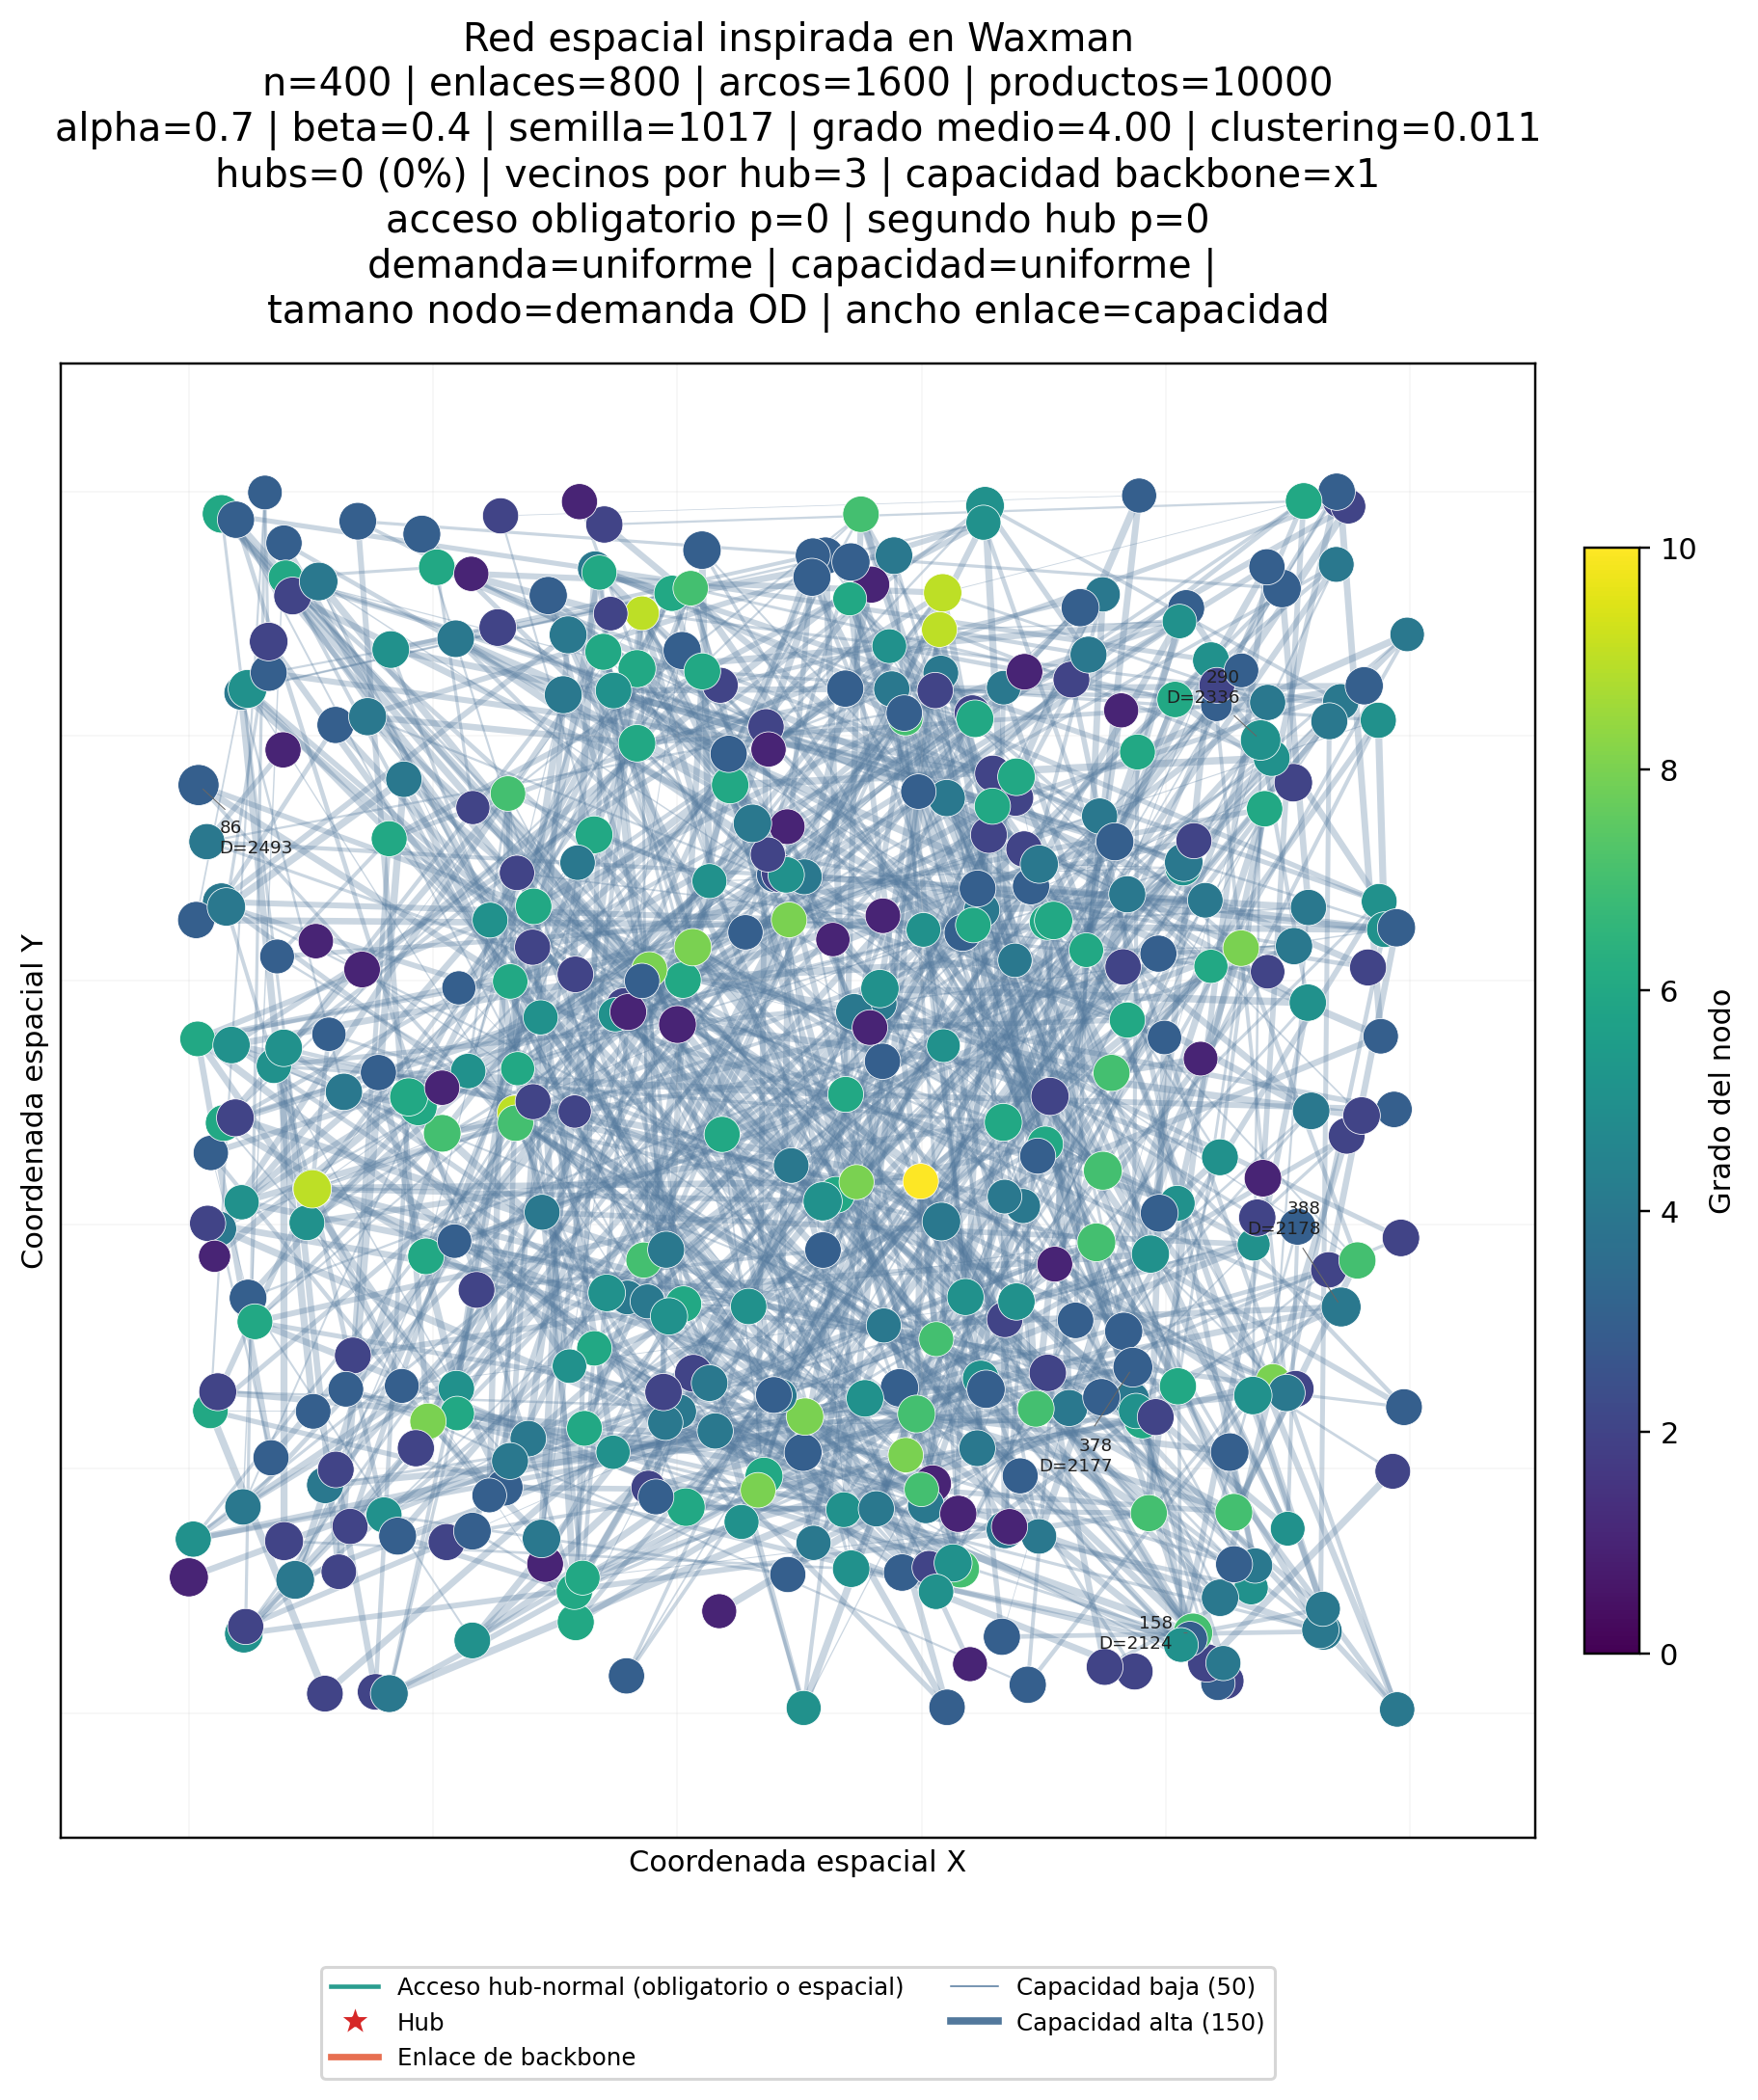 Red espacial inspirada en Waxman
n=400 | enlaces=800 | arcos=1600 | productos=10000
alpha=0.7 | beta=0.4 | semilla=1017 | grado medio=4.00 | clustering=0.011
hubs=0 (0%) | vecinos por hub=3 | capacidad backbone=x1
acceso obligatorio p=0 | segundo hub p=0
demanda=uniforme | capacidad=uniforme |
tamano nodo=demanda OD | ancho enlace=capacidad
290
D=2336
86
D=2493
388
D=2178
378
D=2177
158
D=2124
Coordenada espacial Y
Coordenada espacial X
10
8
6
4
2
0
Grado del nodo
Acceso hub-normal (obligatorio o espacial)
Hub
Enlace de backbone
Capacidad baja (50)
Capacidad alta (150)